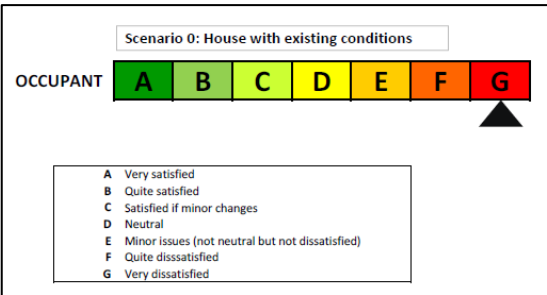 Scenario 0: House with existing conditions
OCCUPANT A B C D E F G
A Very satisfied
B Quite satisfied
C Satisfied if minor changes
D Neutral
E Minor issues (not neutral but not dissatisfied)
F Quite disssatisfied
G Very dissatisfied